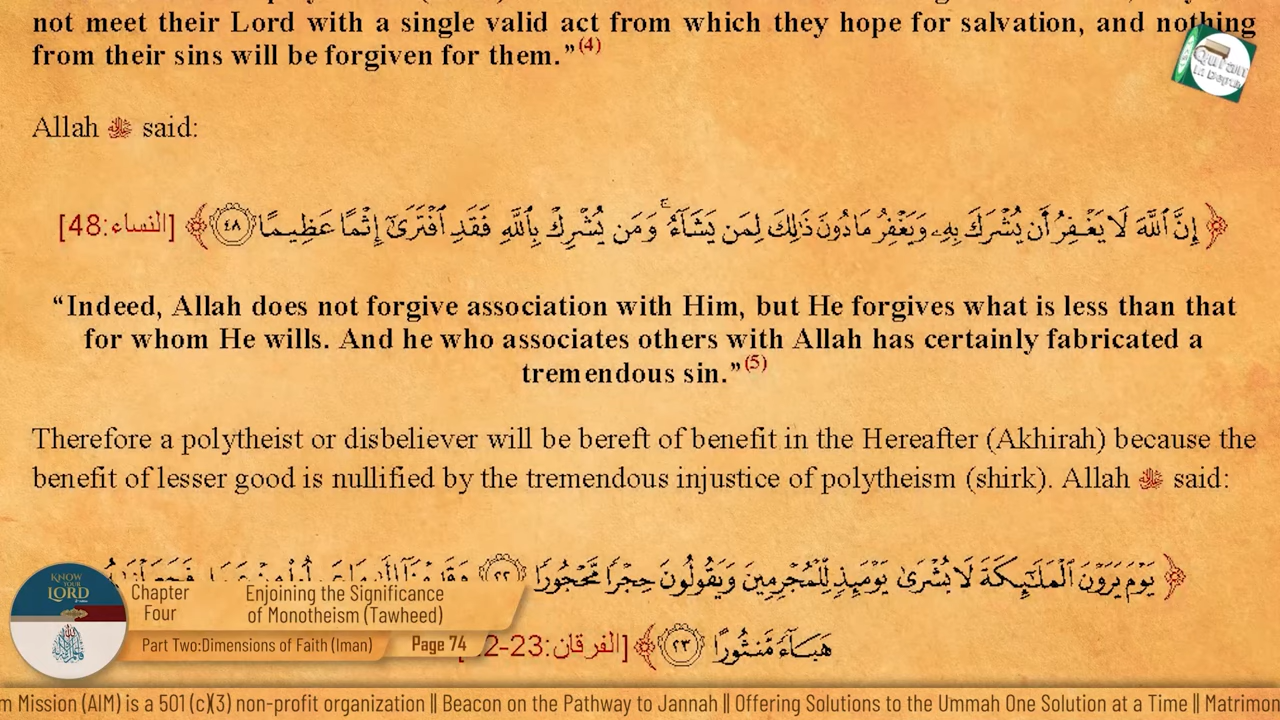 not meet their Lord with a single valid act from which they hope for salvation, and nothing
from their sins will be forgiven for them.”(4)
Allah ﷻ said:
﴿إِنَّ ٱللَّهَ لَا يَغْفِرُ أَن يُشْرَكَ بِهِۦ وَيَغْفِرُ مَا دُونَ ذَٰلِكَ لِمَن يَشَآءُ ۚ وَمَن يُشْرِكْ بِٱللَّهِ فَقَدِ ٱفْتَرَىٰٓ إِثْمًا عَظِيمًا ٤٨﴾ [النساء:48]
“Indeed, Allah does not forgive association with Him, but He forgives what is less than that
for whom He wills. And he who associates others with Allah has certainly fabricated a
tremendous sin.”(5)
Therefore a polytheist or disbeliever will be bereft of benefit in the Hereafter (Akhirah) because the
benefit of lesser good is nullified by the tremendous injustice of polytheism (shirk). Allah ﷻ said:
﴿يَوْمَ يَرَوْنَ ٱلْمَلَـٰٓئِكَةَ لَا بُشْرَىٰ يَوْمَئِذٍ لِّلْمُجْرِمِينَ وَيَقُولُونَ حِجْرًا مَّحْجُورًا ٢٢
هَبَآءً مَّنثُورًا ٢٣﴾ [الفرقان:2-23
KNOW
YOUR
LORD
Chapter
Four
Enjoining the Significance
of Monotheism (Tawheed)
Part Two:Dimensions of Faith (Iman)
Page 74
m Mission (AIM) is a 501 (c)(3) non-profit organization || Beacon on the Pathway to Jannah || Offering Solutions to the Ummah One Solution at a Time || Matrimon